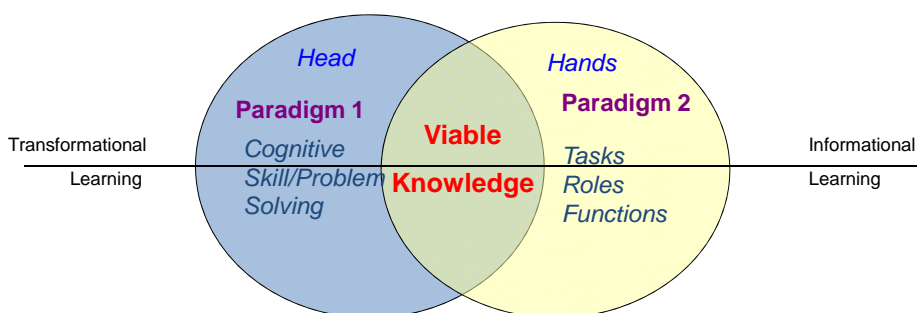 Head
Hands
Paradigm 1
Paradigm 2
Transformational
Learning
Cognitive
Skill/Problem
Solving
Viable
Knowledge
Tasks
Roles
Functions
Informational
Learning